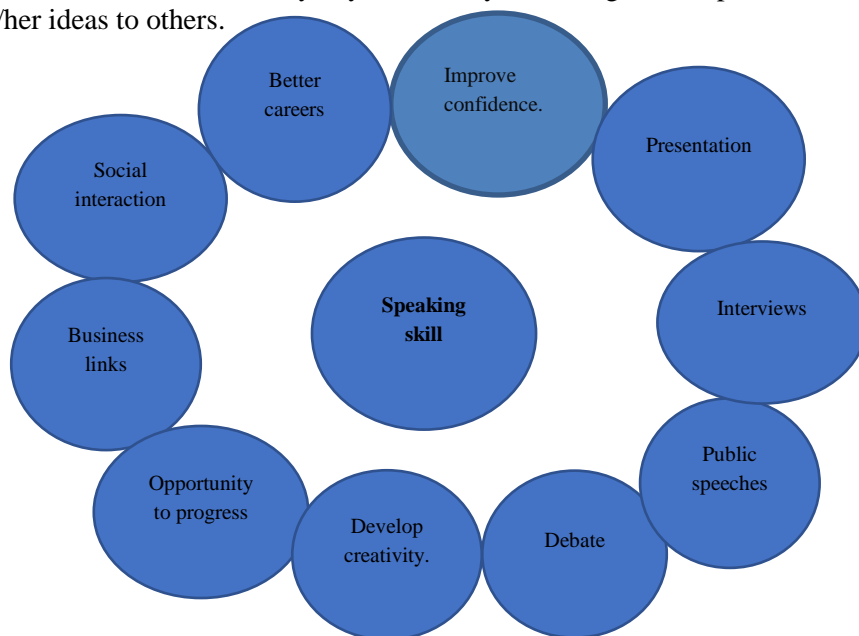 /her ideas to others.
Better
careers
Improve
confidence.
Presentation
Social
interaction
Interviews
Speaking
skill
Business
links
Public
speeches
Opportunity
to progress
Develop
creativity.
Debate